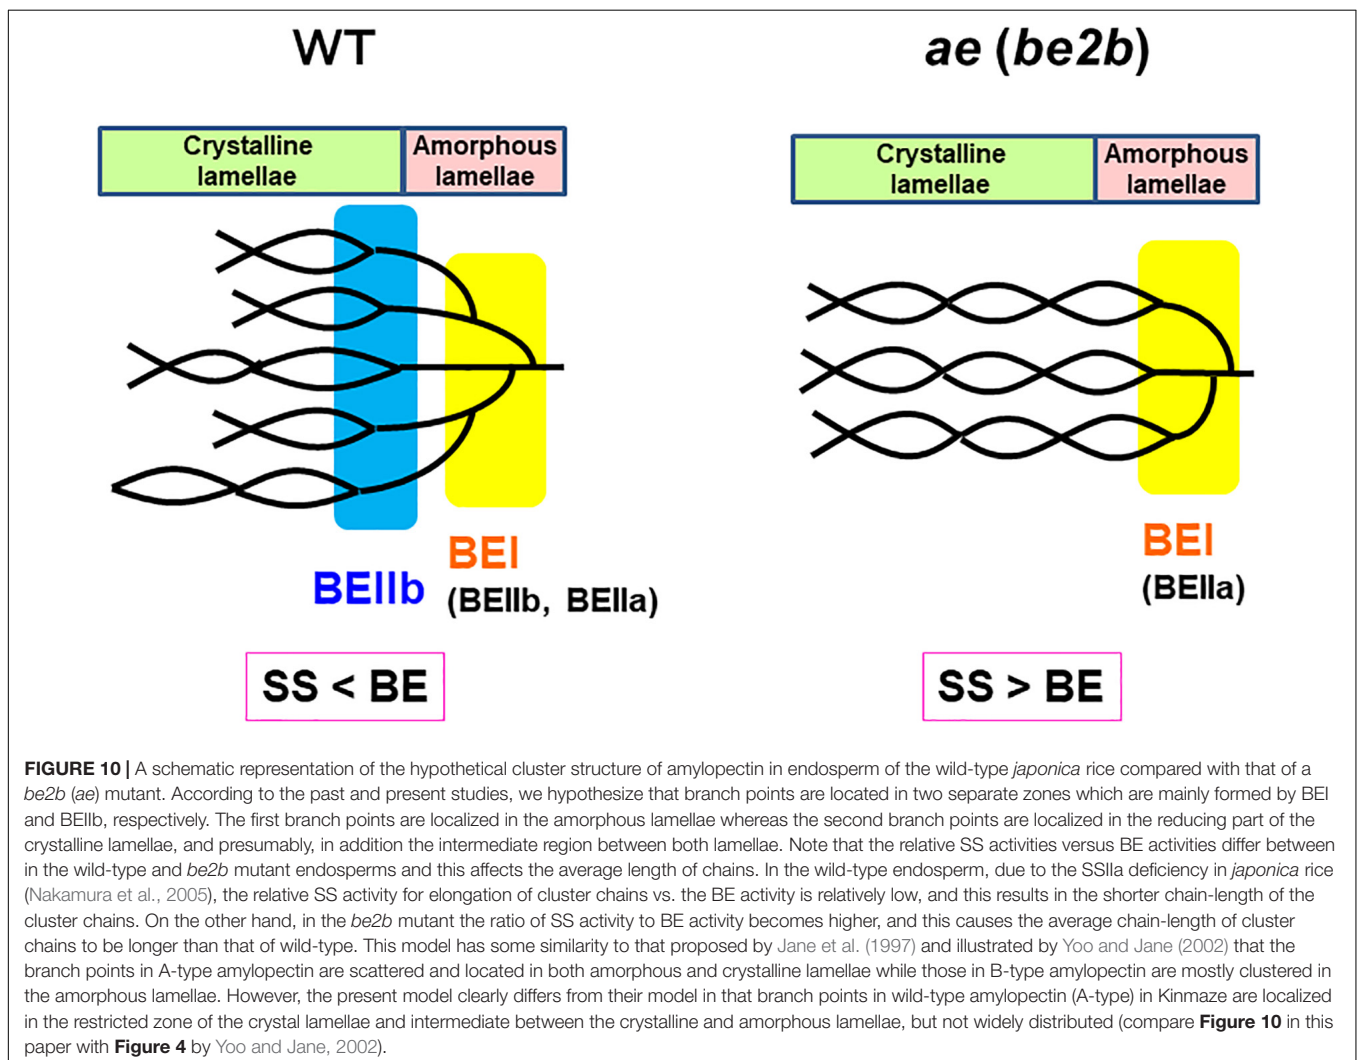 WT
ae (be2b)
Crystalline
lamellae
Amorphous
lamellae
Crystalline
lamellae
Amorphous
lamellae
BEIIb
BEI
(BEIIb, BEIIa)
BEI
(BEIIa)
SS < BE
SS > BE
FIGURE 10 | A schematic representation of the hypothetical cluster structure of amylopectin in endosperm of the wild-type japonica rice compared with that of a
be2b (ae) mutant. According to the past and present studies, we hypothesize that branch points are located in two separate zones which are mainly formed by BEI
and BEIIb, respectively. The first branch points are localized in the amorphous lamellae whereas the second branch points are localized in the reducing part of the
crystalline lamellae, and presumably, in addition the intermediate region between both lamellae. Note that the relative SS activities versus BE activities differ between
in the wild-type and be2b mutant endosperms and this affects the average length of chains. In the wild-type endosperm, due to the SSIIa deficiency in japonica rice
(Nakamura et al., 2005), the relative SS activity for elongation of cluster chains vs. the BE activity is relatively low, and this results in the shorter chain-length of the
cluster chains. On the other hand, in the be2b mutant the ratio of SS activity to BE activity becomes higher, and this causes the average chain-length of cluster
chains to be longer than that of wild-type. This model has some similarity to that proposed by Jane et al. (1997) and illustrated by Yoo and Jane (2002) that the
branch points in A-type amylopectin are scattered and located in both amorphous and crystalline lamellae while those in B-type amylopectin are mostly clustered in
the amorphous lamellae. However, the present model clearly differs from their model in that branch points in wild-type amylopectin (A-type) in Kinmaze are localized
in the restricted zone of the crystal lamellae and intermediate between the crystalline and amorphous lamellae, but not widely distributed (compare Figure 10 in this
paper with Figure 4 by Yoo and Jane, 2002).